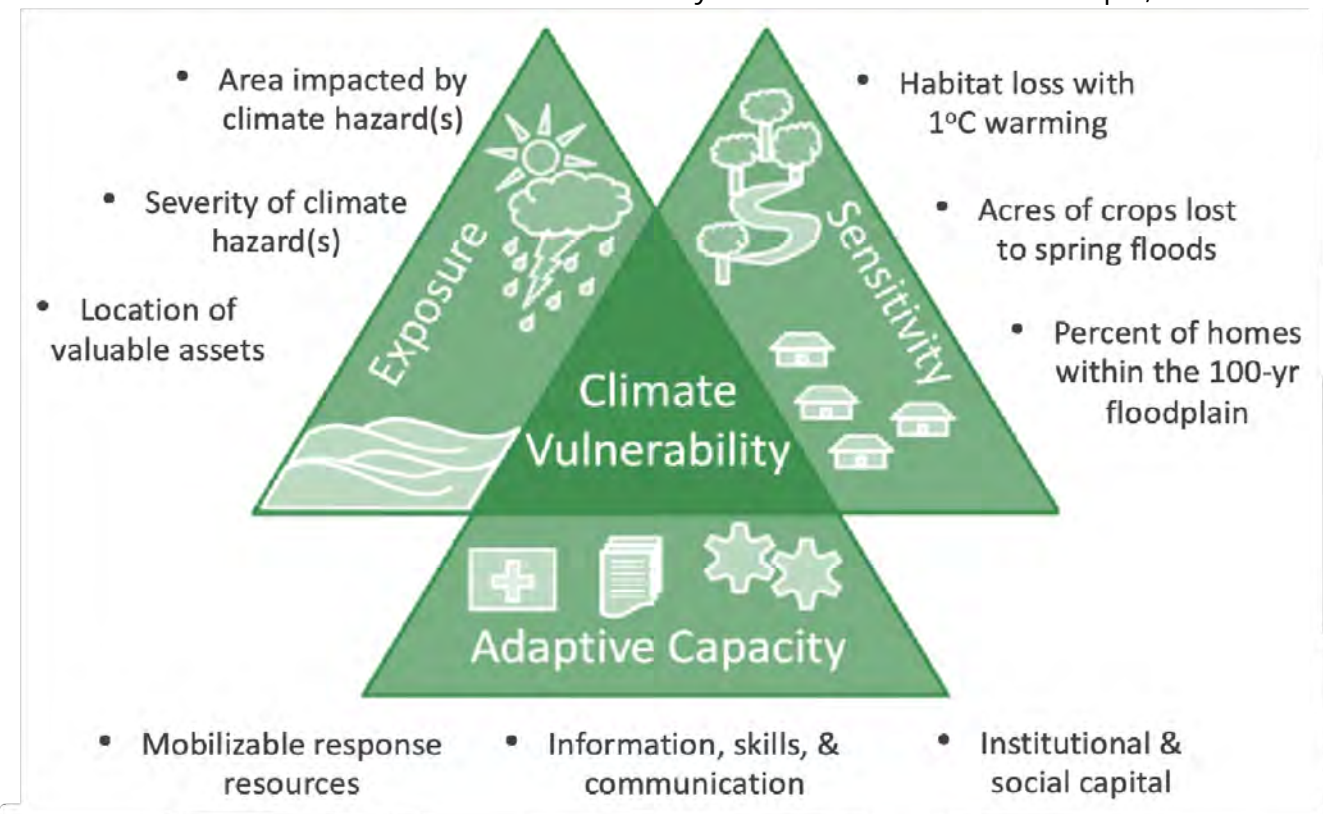 • Area impacted by
climate hazard(s)
• Severity of climate
hazard(s)
• Location of
valuable assets
Exposure
• Habitat loss with
1°C warming
• Acres of crops lost
to spring floods
• Percent of homes
within the 100-yr
floodplain
Sensitivity
Climate
Vulnerability
Adaptive Capacity
• Mobilizable response
resources
• Information, skills, &
communication
• Institutional &
social capital